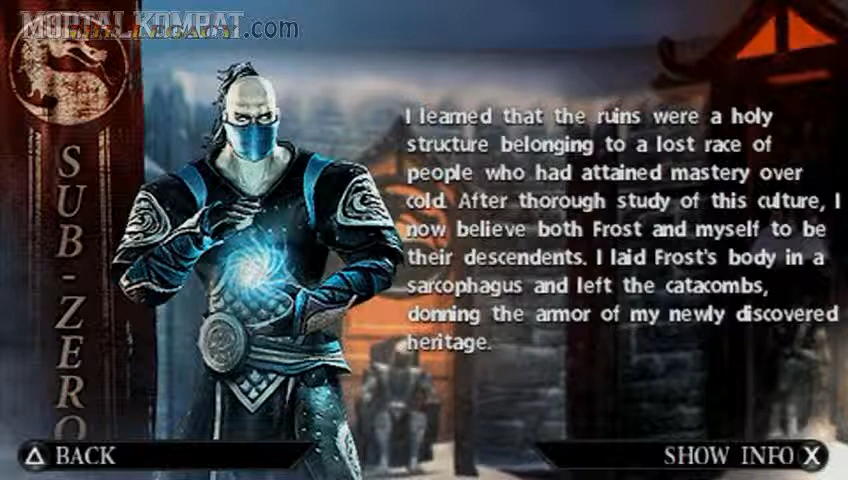 MORTALKOMPAT.com
LEGACY
SUB-ZERO
I learned that the ruins were a holy
structure belonging to a lost race of
people who had attained mastery over
cold. After thorough study of this culture, I
now believe both Frost and myself to be
their descendents. I laid Frost's body in a
sarcophagus and left the catacombs,
donning the armor of my newly discovered
heritage.
BACK
SHOW INFO X